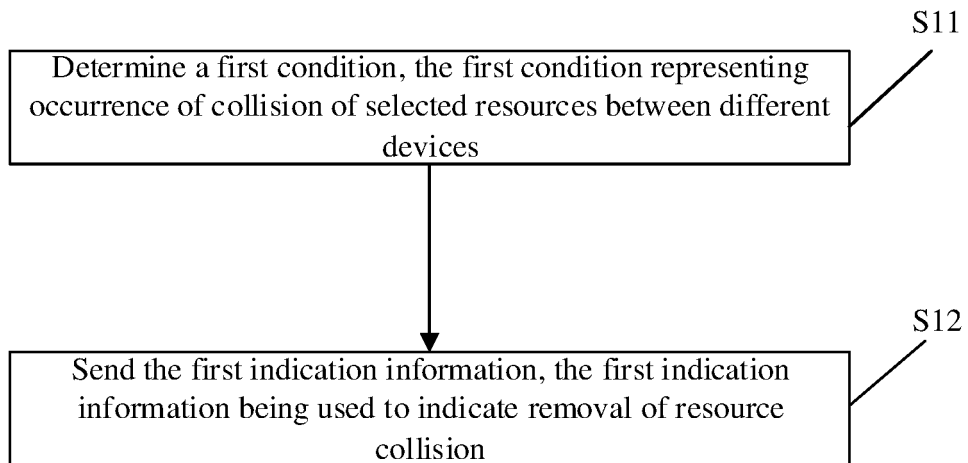 S11
Determine a first condition, the first condition representing
occurrence of collision of selected resources between different
devices
S12
Send the first indication information, the first indication
information being used to indicate removal of resource
collision